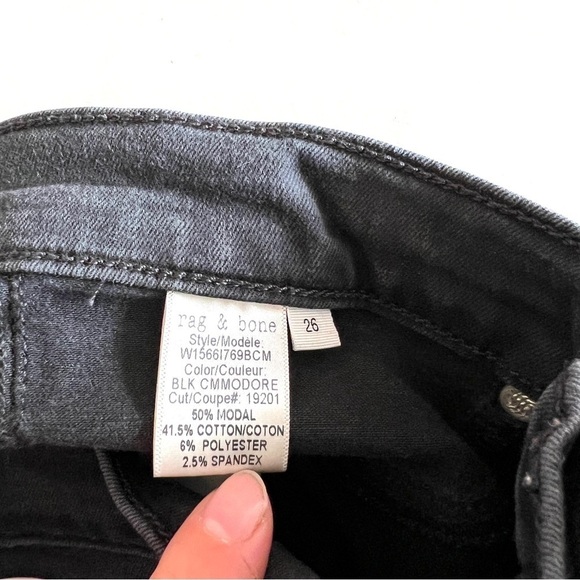 rag & bone
Style/Modèle:
W1566I769BCM
Color/Couleur:
BLK CMMODORE
Cut/Coupe#: 19201
50% MODAL
41.5% COTTON/COTON
6% POLYESTER
2.5% SPANDEX
26